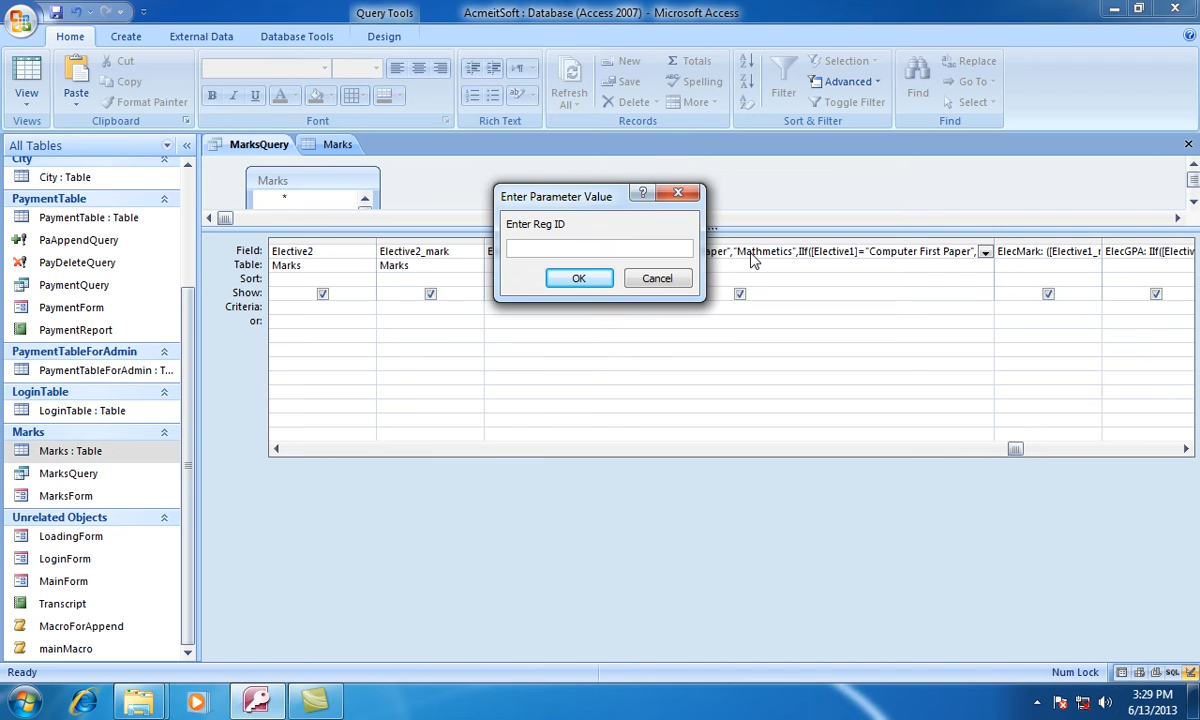 Query Tools
AcmeitSoft : Database (Access 2007) - Microsoft Access
Home
Create
External Data
Database Tools
Design
View
Views
Paste
Cut
Copy
Format Painter
Clipboard
B I U
Font
Rich Text
Refresh
All
New
Save
Delete
Totals
Spelling
More
Records
Filter
Selection
Advanced
Toggle Filter
Sort & Filter
Find
Replace
Go To
Select
Find
All Tables
City
City : Table
PaymentTable
PaymentTable : Table
PaAppendQuery
PayDeleteQuery
PaymentQuery
PaymentForm
PaymentReport
PaymentTableForAdmin
PaymentTableForAdmin : T...
LoginTable
LoginTable : Table
Marks
Marks : Table
MarksQuery
MarksForm
Unrelated Objects
LoadingForm
LoginForm
MainForm
Transcript
MacroForAppend
mainMacro
MarksQuery
Marks
Marks
*
Enter Parameter Value
Enter Reg ID
OK
Cancel
Field:
Table:
Sort:
Show:
Criteria:
or:
Elective2
Marks
Elective2_mark
Marks
aper","Mathmetics",IIf([Elective1]="Computer First Paper",
ElecMark: ([Elective1_r
ElecGPA: IIf([Electiv
Ready
Num Lock
SQL
3:29 PM
6/13/2013